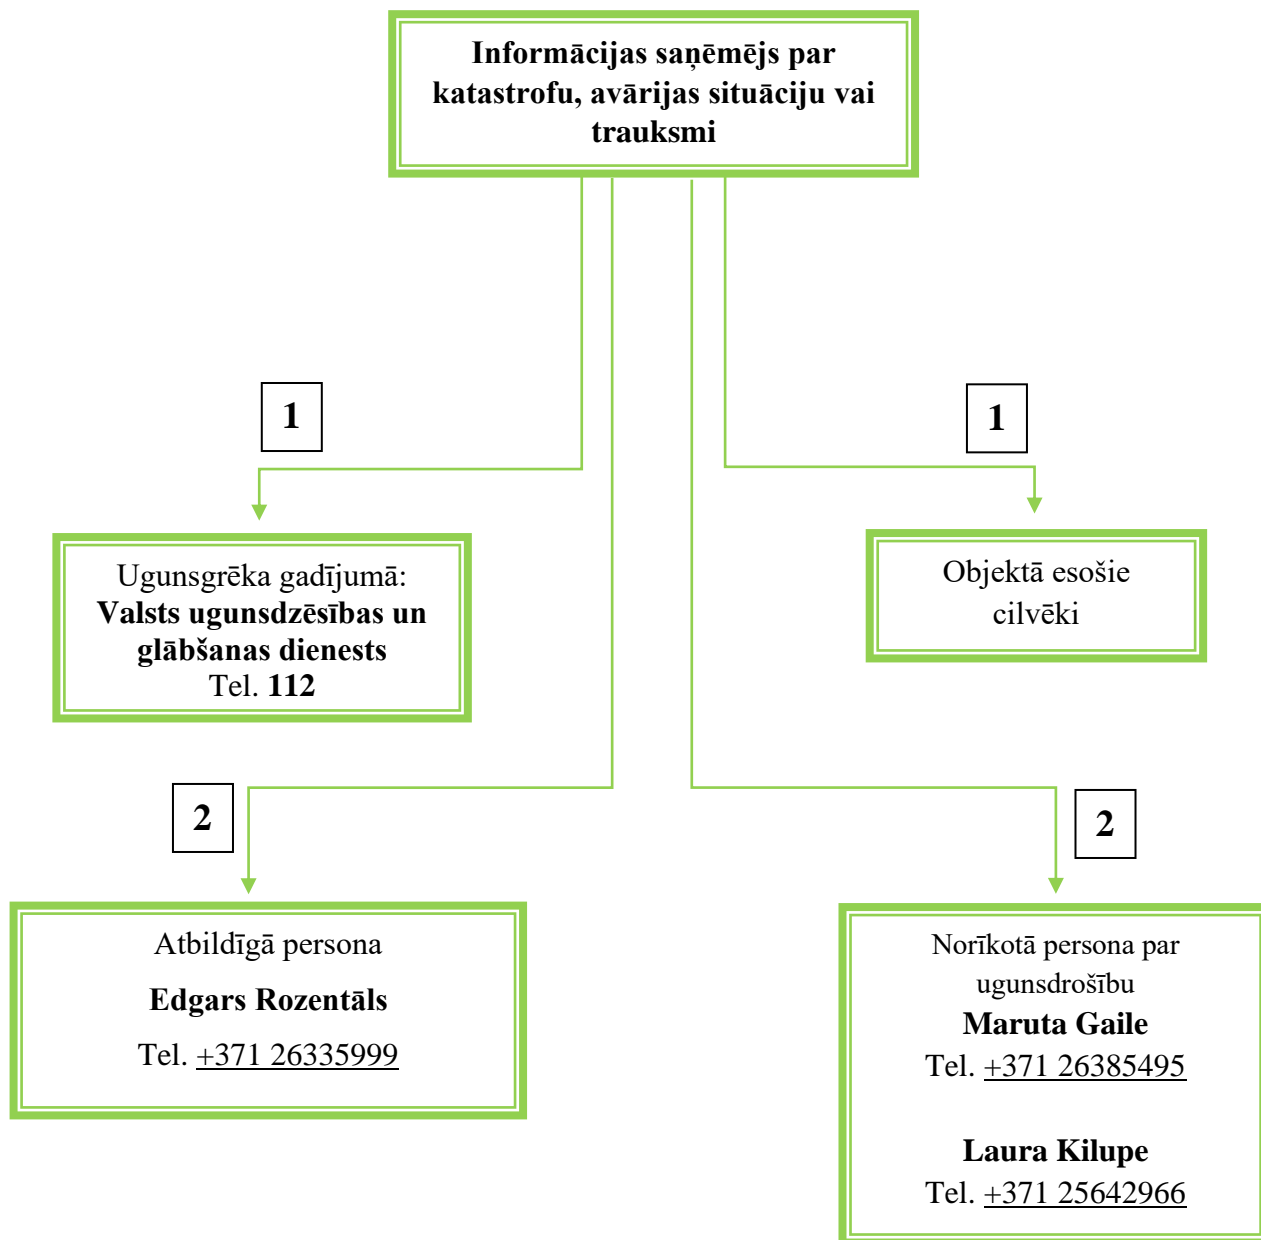 Informācijas saņēmējs par
katastrofu, avārijas situāciju vai
trauksmi
1
1
Ugunsgrēka gadījumā:
Valsts ugunsdzēsības un
glābšanas dienests
Tel. 112
Objektā esošie
cilvēki
2
2
Atbildīgā persona
Edgars Rozentāls
Tel. +371 26335999
Norīkotā persona par
ugunsdrošību
Maruta Gaile
Tel. +371 26385495
Laura Kilupe
Tel. +371 25642966